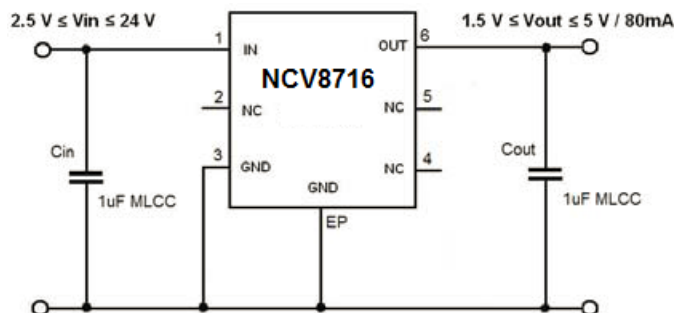 2.5 V ≤ Vin ≤ 24 V
1.5 V ≤ Vout ≤ 5 V / 80mA
1
IN
OUT
6
NCV8716
2
NC
NC
5
3
GND
NC
4
GND
EP
Cin
1uF MLCC
Cout
1uF MLCC